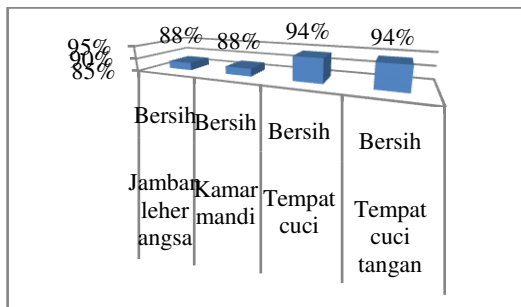 95%
90%
85%
88%
88%
94%
94%
Bersih
Bersih
Bersih
Bersih
Jamban
leher
angsa
Kamar
mandi
Tempat
cuci
Tempat
cuci
tangan